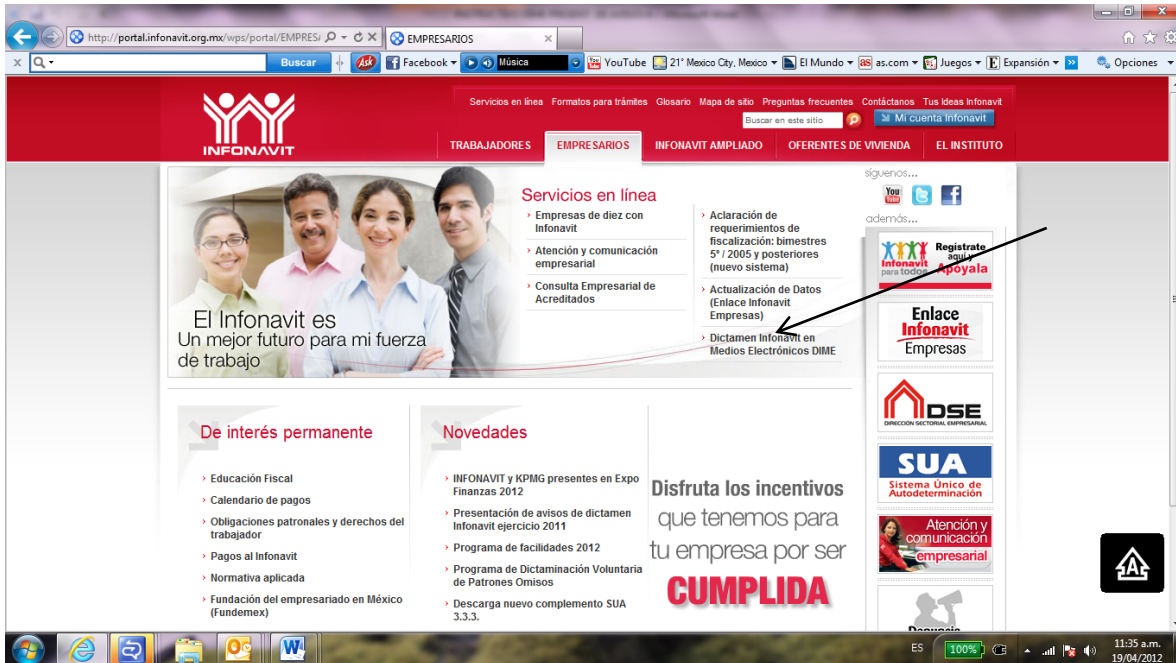 http://portal.infonavit.org.mx/wps/portal/EMPRES
EMPRESARIOS
Buscar
Ask
Facebook
Música
YouTube
21° Mexico City, Mexico
El Mundo
as as.com
Juegos
E Expansión
Opciones
INFONAVIT
Servicios en línea Formatos para trámites Glosario Mapa de sitio Preguntas frecuentes Contáctanos Tus Ideas Infonavit
Buscar en este sitio
Mi cuenta Infonavit
TRABAJADORES EMPRESARIOS INFONAVIT AMPLIADO OFERENTES DE VIVIENDA EL INSTITUTO
El Infonavit es
Un mejor futuro para mi fuerza
de trabajo
Servicios en línea
Empresas de diez con
Infonavit
Atención y comunicación
empresarial
Consulta Empresarial de
Acreditados
Aclaración de
requerimientos de
fiscalización: bimestres
5° / 2005 y posteriores
(nuevo sistema)
Actualización de Datos
(Enlace Infonavit
Empresas)
Dictamen Infonavit en
Medios Electrónicos DIME
síguenos...
You Tube
además...
Infonavit
para todos
Regístrate
aquí y
Apoyala
Enlace
Infonavit
Empresas
DSE
DIRECCIÓN SECTORIAL EMPRESARIAL
SUA
Sistema Único de
Autodeterminación
Atención y
comunicación
empresarial
Denuncia
De interés permanente
Educación Fiscal
Calendario de pagos
Obligaciones patronales y derechos del
trabajador
Pagos al Infonavit
Normativa aplicada
Fundación del empresariado en México
(Fundemex)
Novedades
INFONAVIT y KPMG presentes en Expo
Finanzas 2012
Presentación de avisos de dictamen
Infonavit ejercicio 2011
Programa de facilidades 2012
Programa de Dictaminación Voluntaria
de Patrones Omisos
Descarga nuevo complemento SUA
3.3.3.
Disfruta los incentivos
que tenemos para
tu empresa por ser
CUMPLIDA
A
ES
100%
11:35 a.m.
19/04/2012